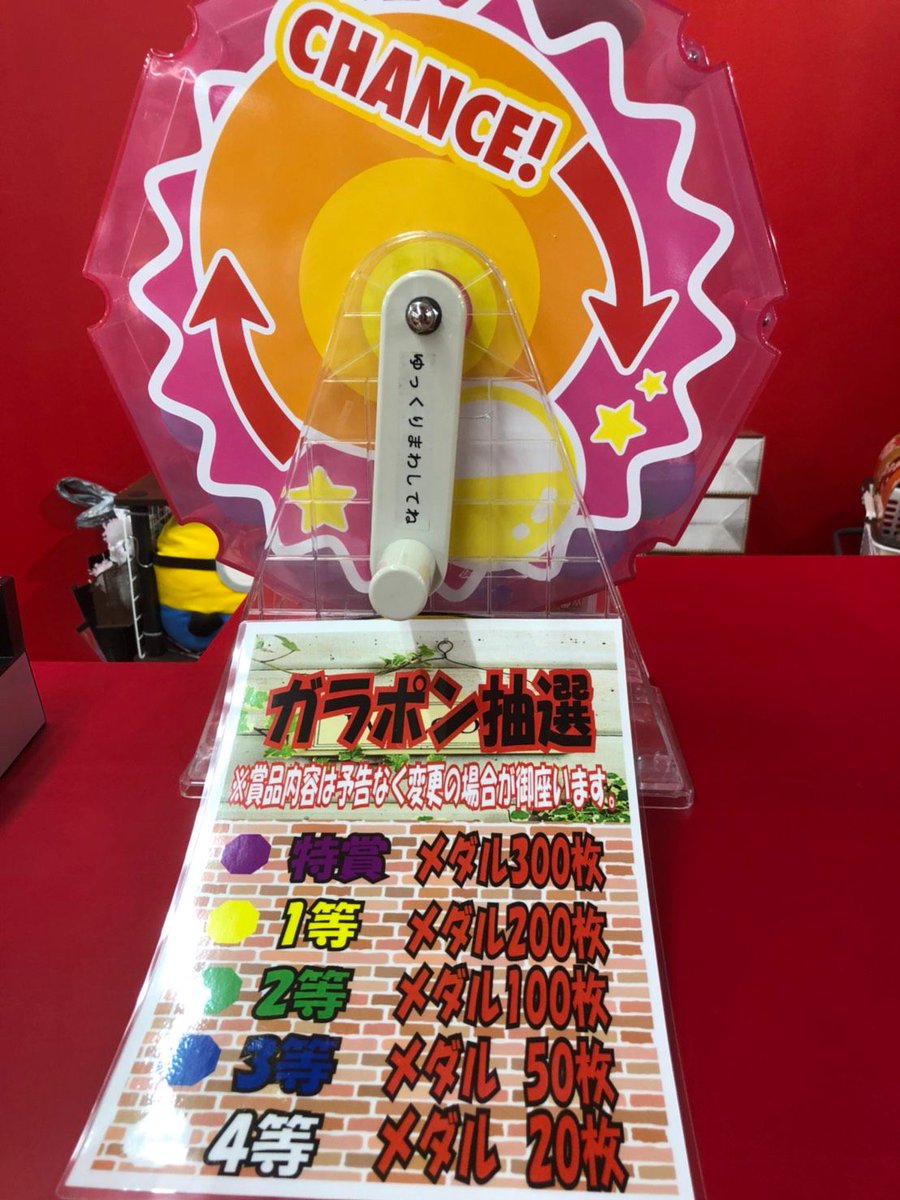 CHANCE!
ゆっくりまわしてね
ガラポン抽選
※賞品内容は予告なく変更の場合が御座います。
特賞 メダル300枚
1等 メダル200枚
2等 メダル100枚
3等 メダル 50枚
4等 メダル 20枚